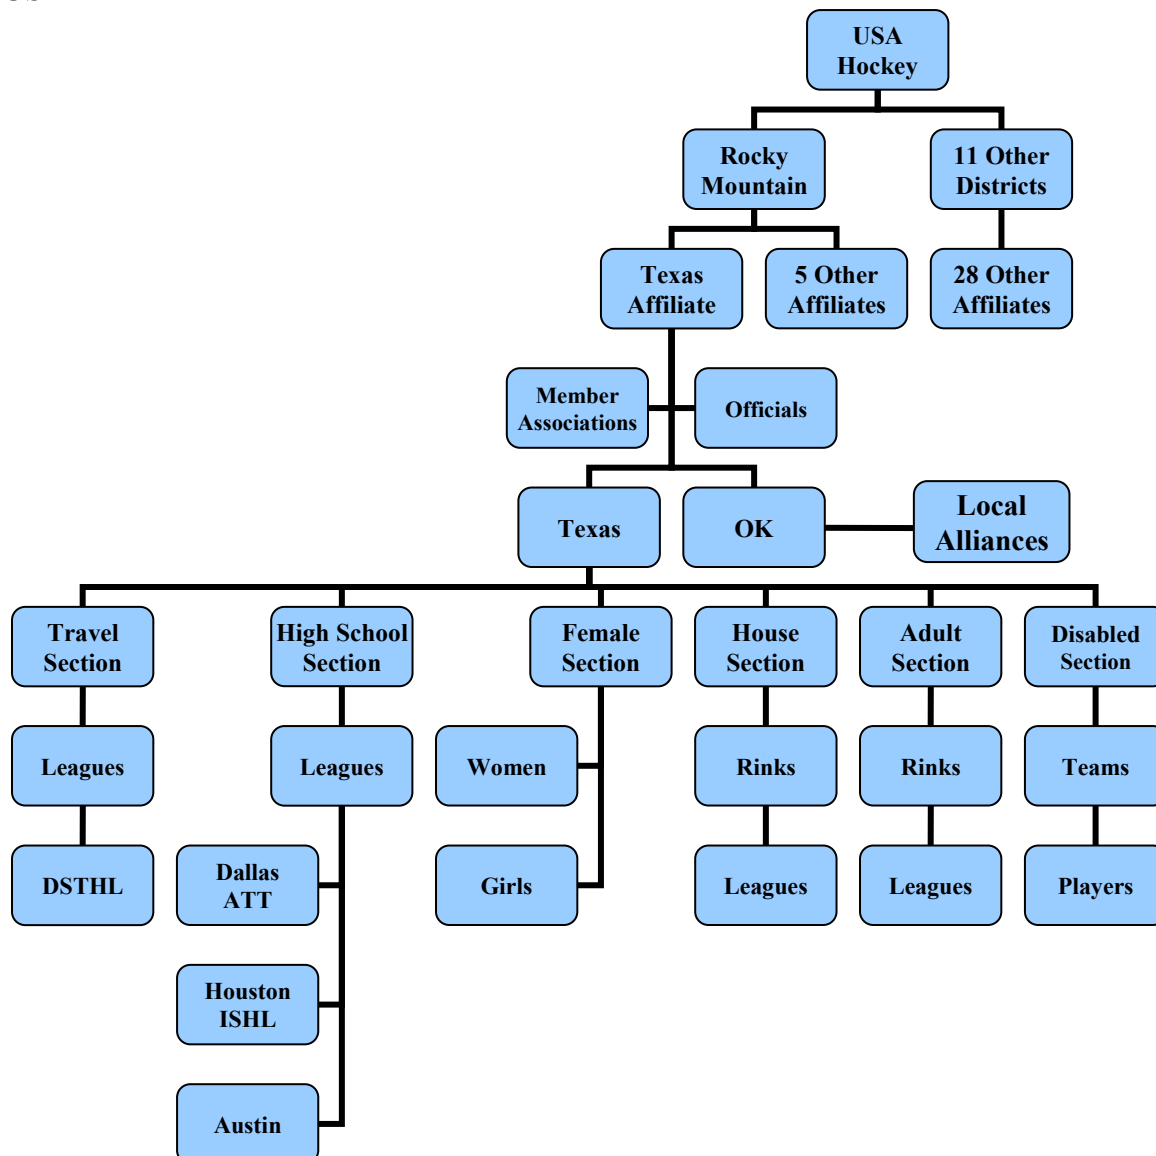 USA
Hockey
Rocky
Mountain
11 Other
Districts
Texas
Affiliate
5 Other
Affiliates
28 Other
Affiliates
Member
Associations
Officials
Texas
OK
Local
Alliances
Travel
Section
High School
Section
Female
Section
House
Section
Adult
Section
Disabled
Section
Leagues
Leagues
Women
Rinks
Rinks
Teams
DSTHL
Dallas
ATT
Girls
Leagues
Leagues
Players
Houston
ISHL
Austin